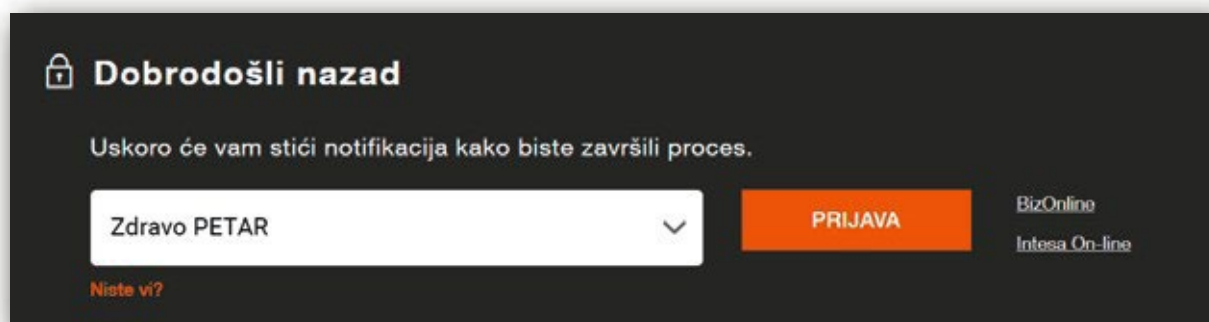 Dobrodošli nazad
Uskoro će vam stići notifikacija kako biste završili proces.
Zdravo PETAR
PRIJAVA
BizOnline
Intesa On-line
Niste vi?